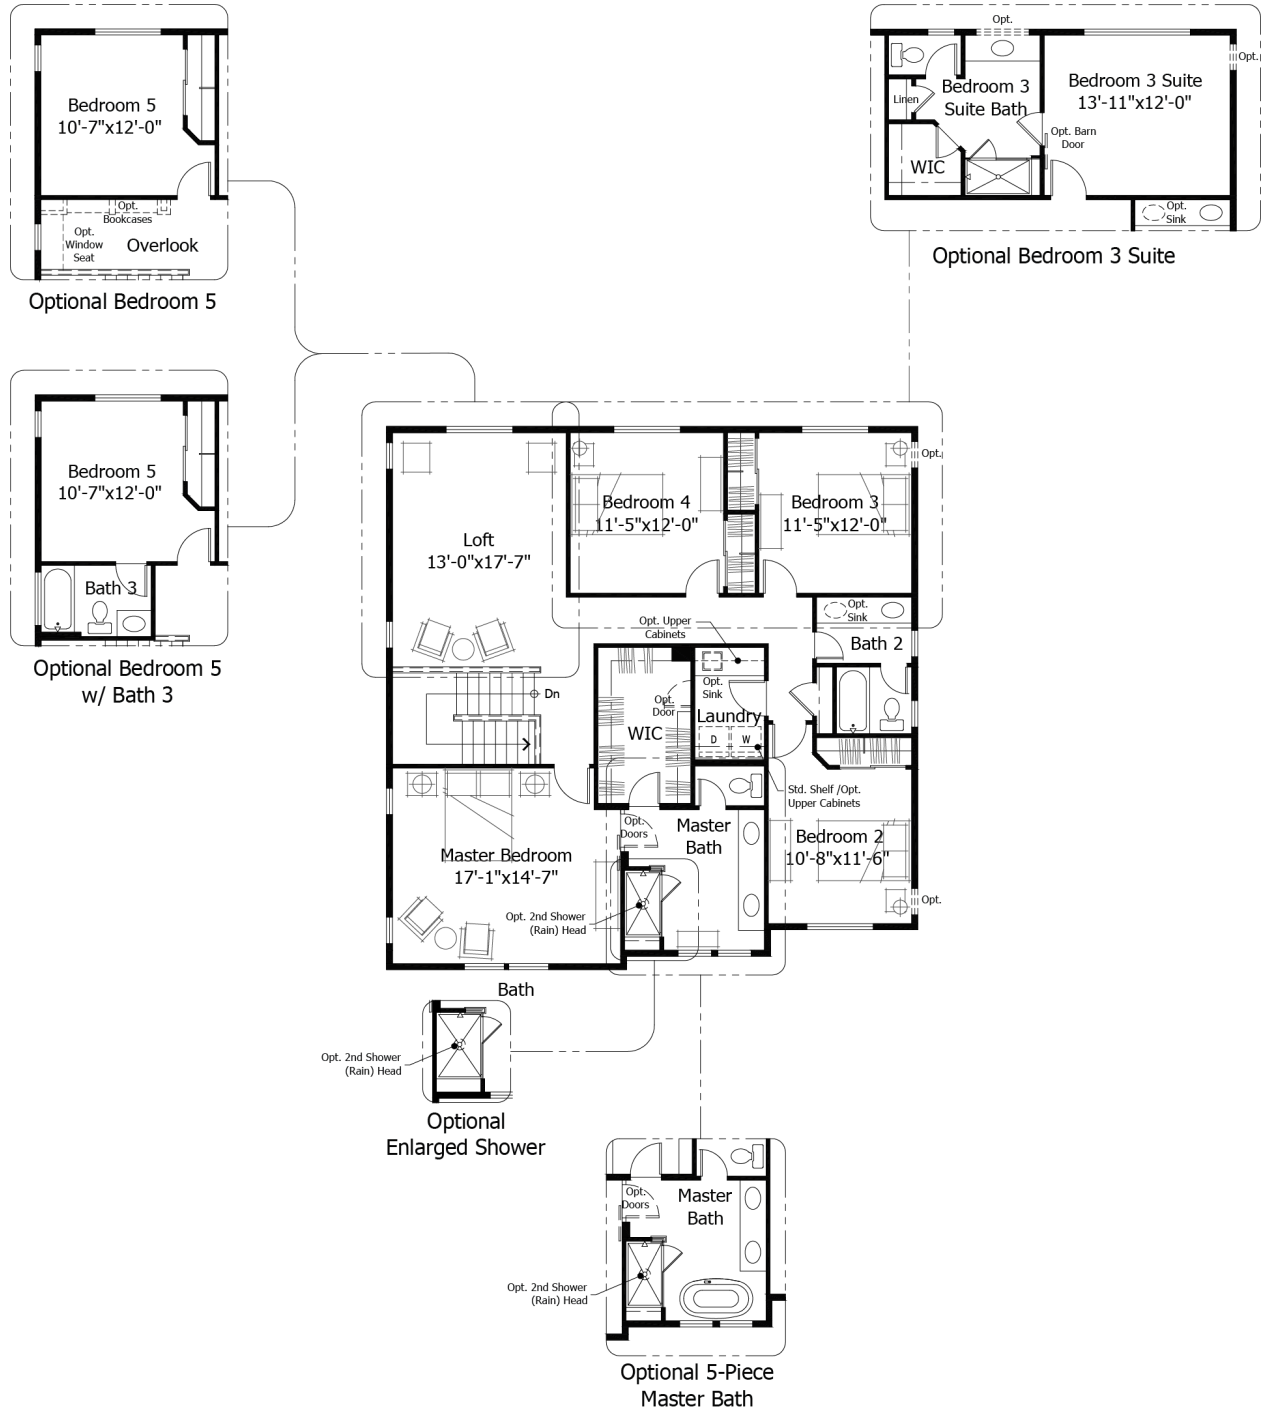 Bedroom 5
10'-7"x12'-0"
Opt.
Bookcases
Opt.
Window
Seat
Overlook
Optional Bedroom 5
Opt.
Opt.
Bedroom 3
Suite Bath
Bedroom 3 Suite
13'-11"x12'-0"
Linen
Opt. Barn
Door
WIC
Opt.
Sink
Optional Bedroom 3 Suite
Bedroom 5
10'-7"x12'-0"
Bath 3
Optional Bedroom 5
w/ Bath 3
Loft
13'-0"x17'-7"
Bedroom 4
11'-5"x12'-0"
Bedroom 3
11'-5"x12'-0"
Opt.
Opt. Upper
Cabinets
Opt.
Sink
Bath 2
Dn
Opt.
Door
WIC
Opt.
Sink
Laundry
D
W
Std. Shelf /Opt.
Upper Cabinets
Opt.
Doors
Master
Bath
Master Bedroom
17'-1"x14'-7"
Bedroom 2
10'-8"x11'-6"
Opt.
Opt. 2nd Shower
(Rain) Head
Bath
Opt. 2nd Shower
(Rain) Head
Optional
Enlarged Shower
Opt.
Doors
Master
Bath
Opt. 2nd Shower
(Rain) Head
Optional 5-Piece
Master Bath